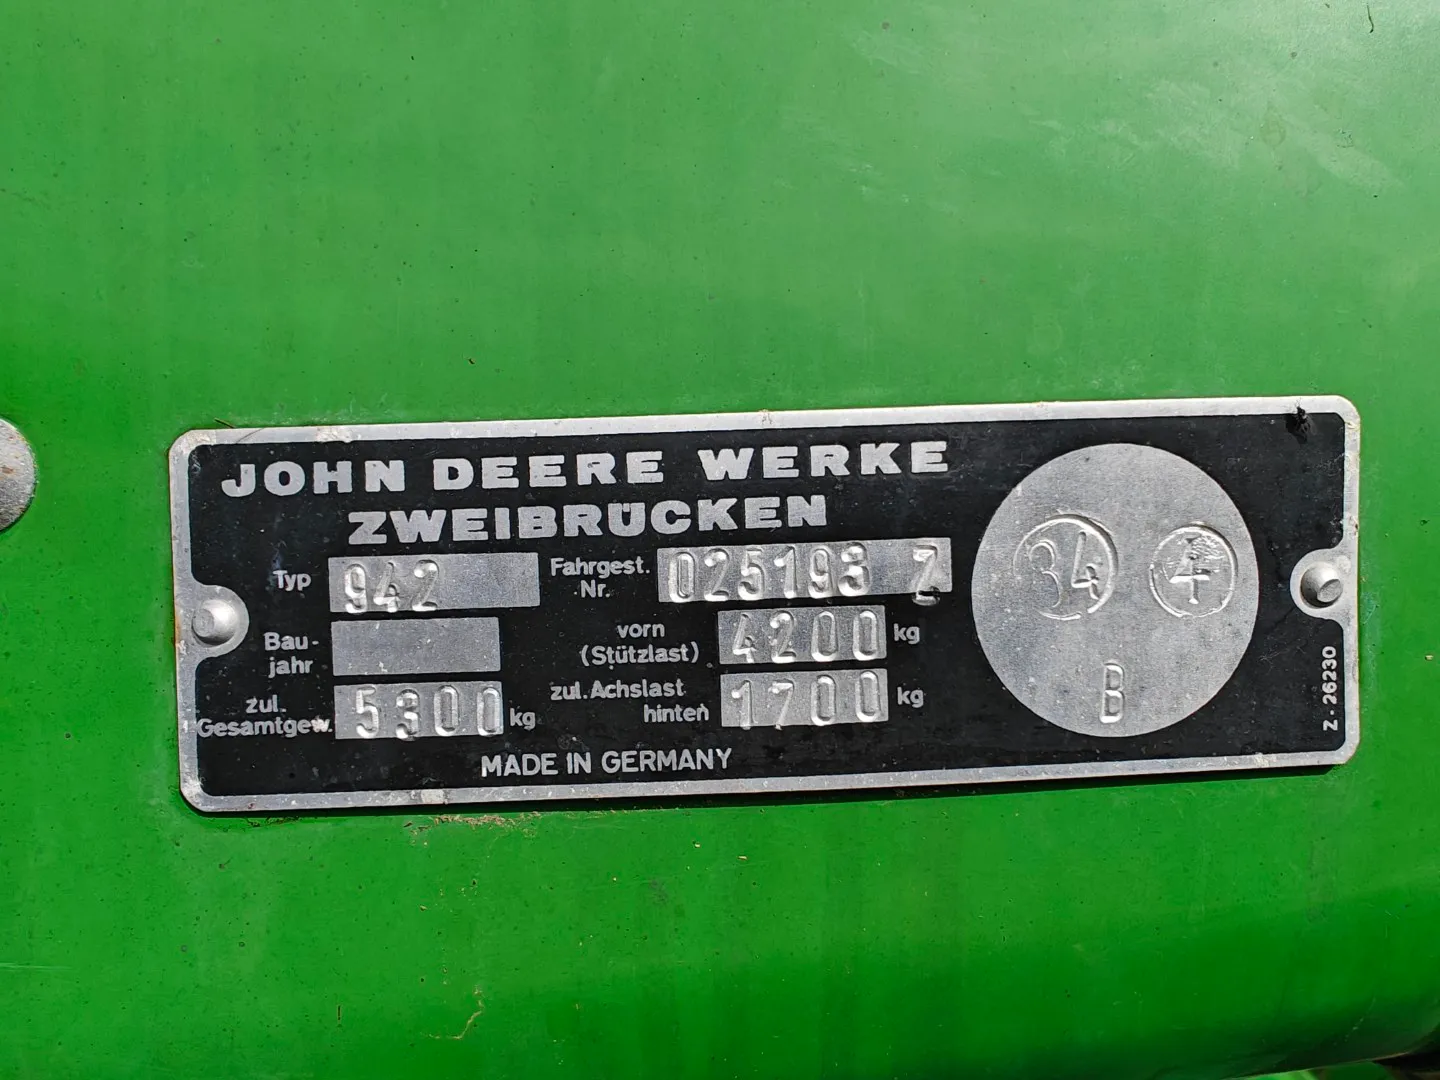 JOHN DEERE WERKE
ZWEIBRÜCKEN
Typ 942 Fahrgest. Nr. 025193 Z
Bau-
jahr
vorn
(Stützlast) 4200 kg
zul.
Gesamtgew. 5300 kg
zul. Achslast
hinten 1700 kg
MADE IN GERMANY
34
4
B
Z. 26230